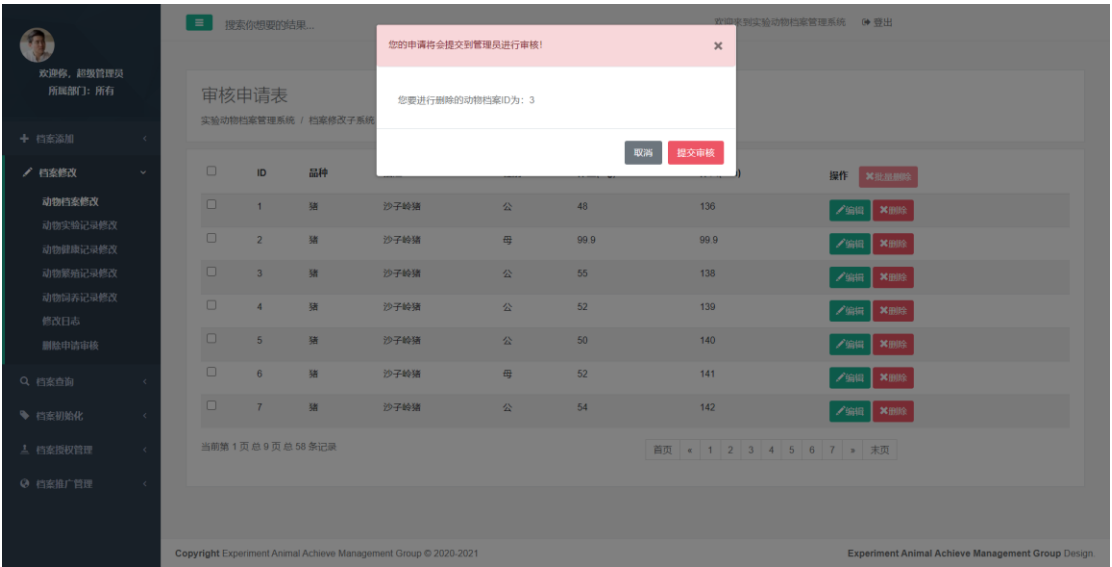 搜索你想要的结果...
登出
欢迎你，超级管理员
所属部门：所有
档案添加
档案修改
动物档案修改
动物实验记录修改
动物健康记录修改
动物繁殖记录修改
动物饲养记录修改
修改日志
删除申请审核
档案查询
档案初始化
档案授权管理
档案推广管理
您的申请将会提交到管理员进行审核! ×
您要进行删除的动物档案ID为：3
取消 提交审核
审核申请表
实验动物档案管理系统 / 档案修改子系统
ID 品种 操作 批量删除
1 猪 沙子岭猪 公 48 136 编辑 删除
2 猪 沙子岭猪 母 99.9 99.9 编辑 删除
3 猪 沙子岭猪 公 55 138 编辑 删除
4 猪 沙子岭猪 公 52 139 编辑 删除
5 猪 沙子岭猪 公 50 140 编辑 删除
6 猪 沙子岭猪 母 52 141 编辑 删除
7 猪 沙子岭猪 公 54 142 编辑 删除
当前第 1 页 总 9 页 总 58 条记录
首页 « 1 2 3 4 5 6 7 » 末页
Copyright Experiment Animal Achieve Management Group © 2020-2021
Experiment Animal Achieve Management Group Design.